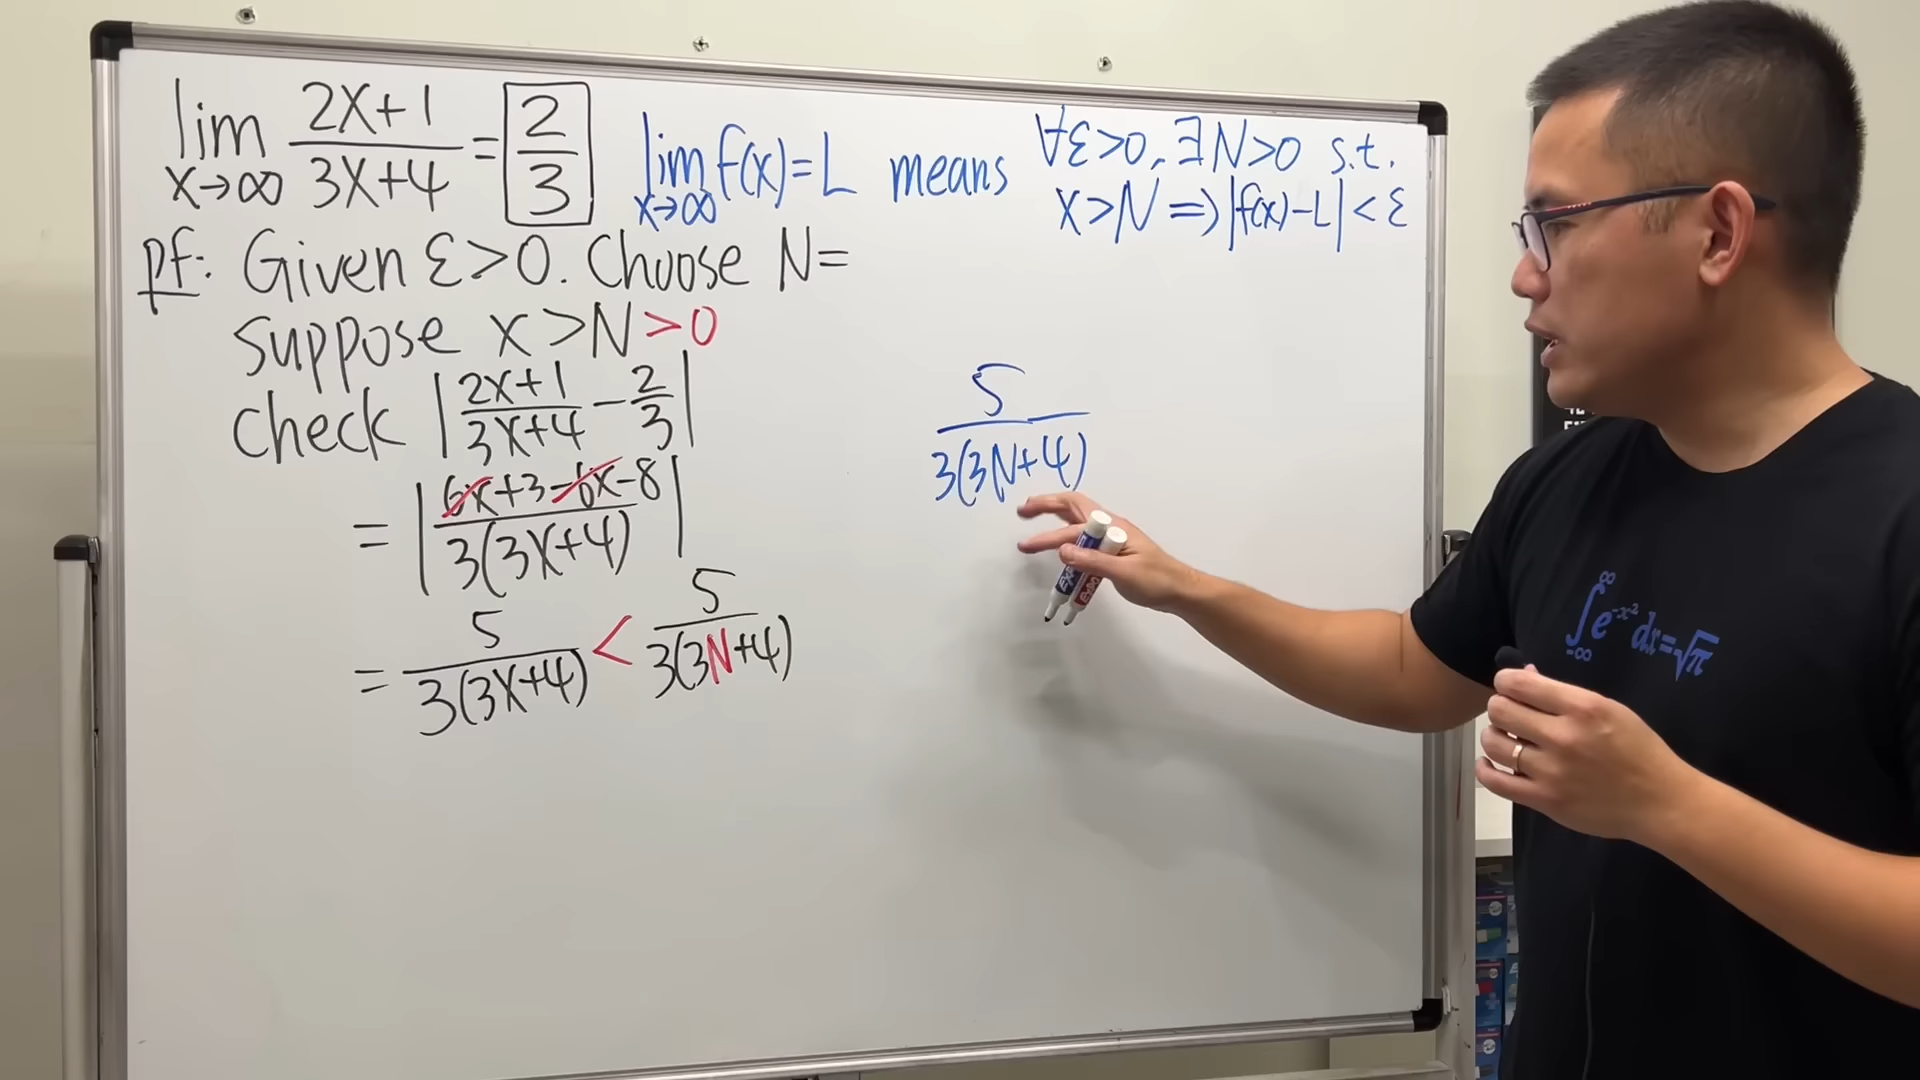 lim x→∞ (2x+1)/(3x+4) = 2/3
lim x→∞ f(x)=L means ∀ε>0, ∃N>0 s.t.
x>N ⇒ |f(x)-L| < ε
pf: Given ε>0. Choose N=
suppose x>N>0
check |(2x+1)/(3x+4) - 2/3|
= |(6x+3-6x-8)/(3(3x+4))|
= 5/(3(3x+4)) < 5/(3(3N+4))
5/(3(3N+4))
∫_{-∞}^{∞} e^{-x²} dx = √π